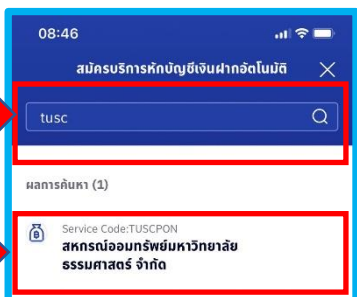 08:46
สมัครบริการหักบัญชีเงินฝากอัตโนมัติ
tusc
ผลการค้นหา (1)
Service Code:TUSCPON
สหกรณ์ออมทรัพย์มหาวิทยาลัย
ธรรมศาสตร์ จำกัด